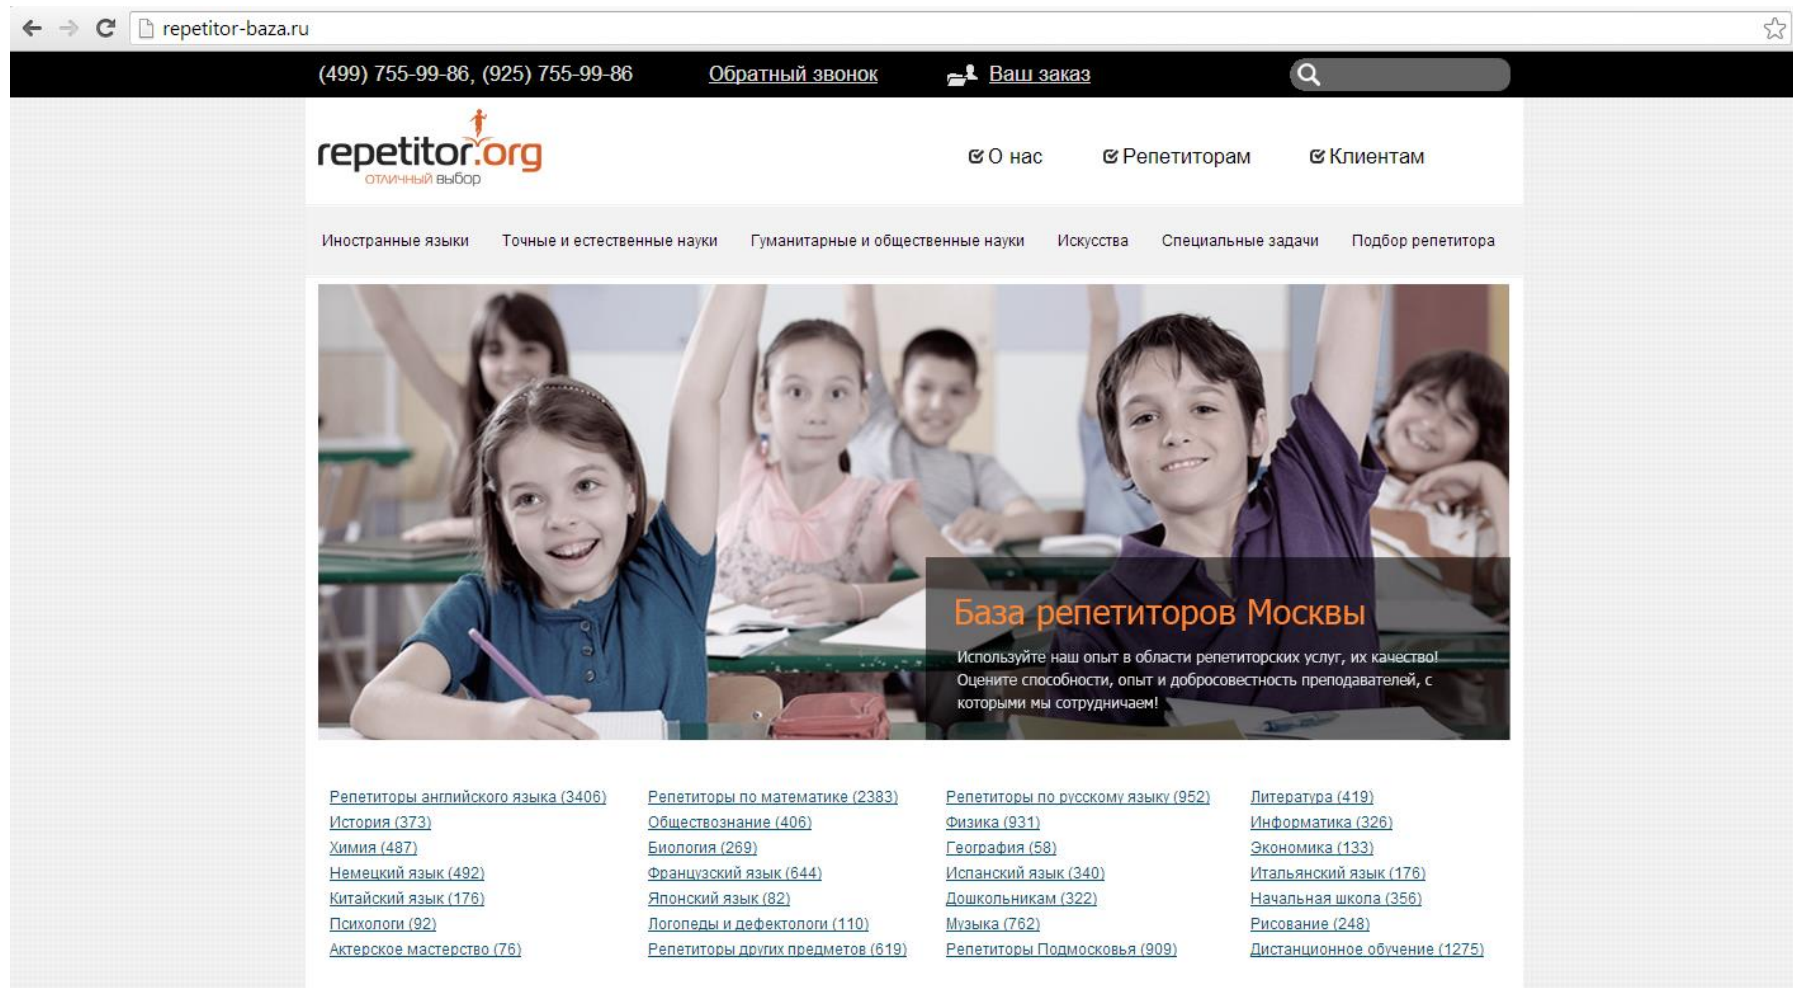 repetitor-baza.ru
(499) 755-99-86, (925) 755-99-86 Обратный звонок Ваш заказ
repetitor.org
отличный выбор
О нас Репетиторам Клиентам
Иностранные языки Точные и естественные науки Гуманитарные и общественные науки Искусства Специальные задачи Подбор репетитора
База репетиторов Москвы
Используйте наш опыт в области репетиторских услуг, их качество!
Оцените способности, опыт и добросовестность преподавателей, с
которыми мы сотрудничаем!
Репетиторы английского языка (3406) Репетиторы по математике (2383) Репетиторы по русскому языку (952) Литература (419)
История (373) Обществознание (406) Физика (931) Информатика (326)
Химия (487) Биология (269) География (58) Экономика (133)
Немецкий язык (492) Французский язык (644) Испанский язык (340) Итальянский язык (176)
Китайский язык (176) Японский язык (82) Дошкольникам (322) Начальная школа (356)
Психологи (92) Логопеды и дефектологи (110) Музыка (762) Рисование (248)
Актерское мастерство (76) Репетиторы других предметов (619) Репетиторы Подмосковья (909) Дистанционное обучение (1275)